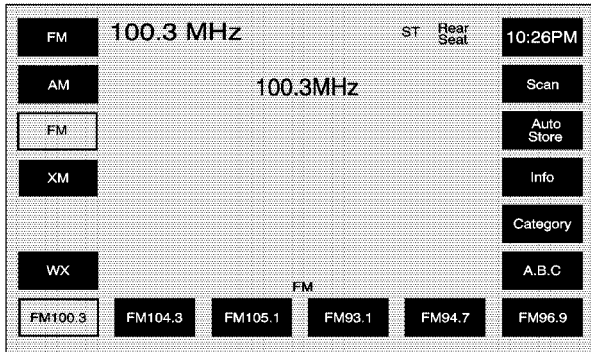 FM
100.3 MHz
ST
Rear
Seat
10:26PM
AM
100.3MHz
Scan
FM
Auto
Store
XM
Info
Category
WX
FM
A.B.C
FM100.3
FM104.3
FM105.1
FM93.1
FM94.7
FM96.9